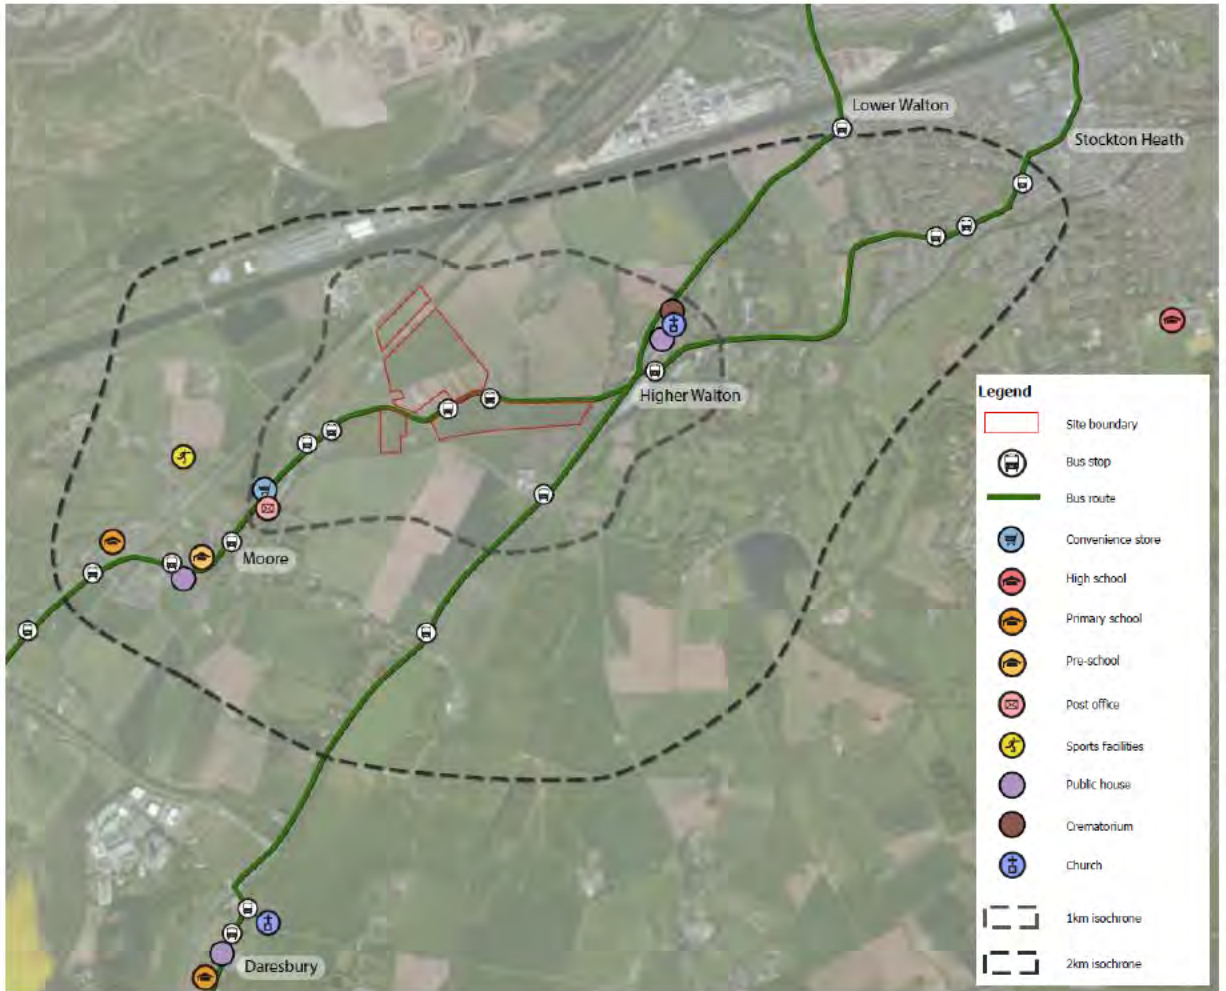 Lower Walton
Stockton Heath
Higher Walton
Moore
Daresbury
Legend
Site boundary
Bus stop
Bus route
Convenience store
High school
Primary school
Pre-school
Post office
Sports facilities
Public house
Crematorium
Church
1km isochrone
2km isochrone